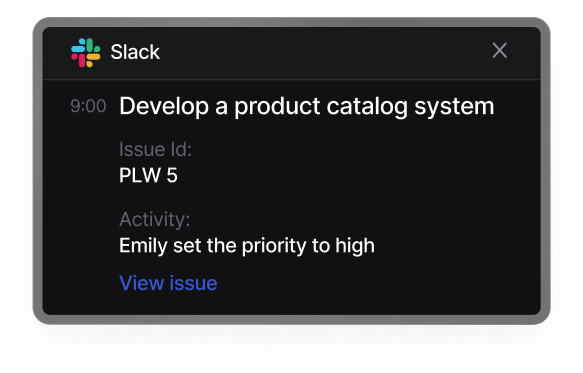 Slack
9:00 Develop a product catalog system
Issue Id:
PLW 5
Activity:
Emily set the priority to high
View issue